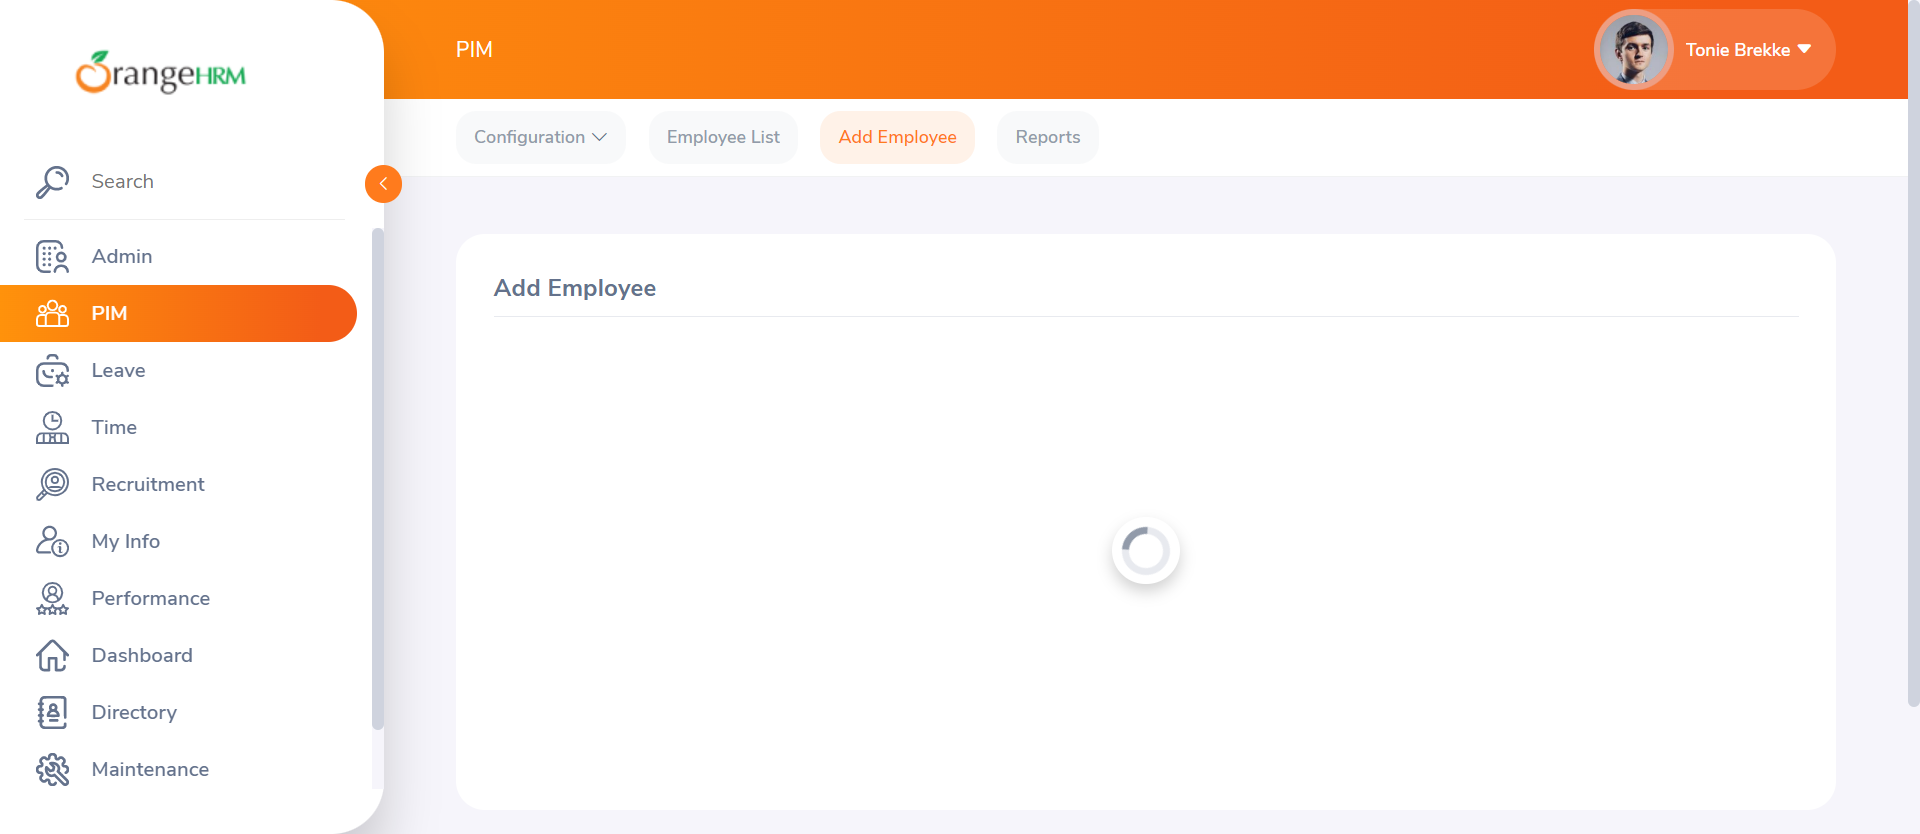 OrangeHRM
PIM
Tonie Brekke
Configuration
Employee List
Add Employee
Reports
Search
Admin
PIM
Leave
Time
Recruitment
My Info
Performance
Dashboard
Directory
Maintenance
Add Employee